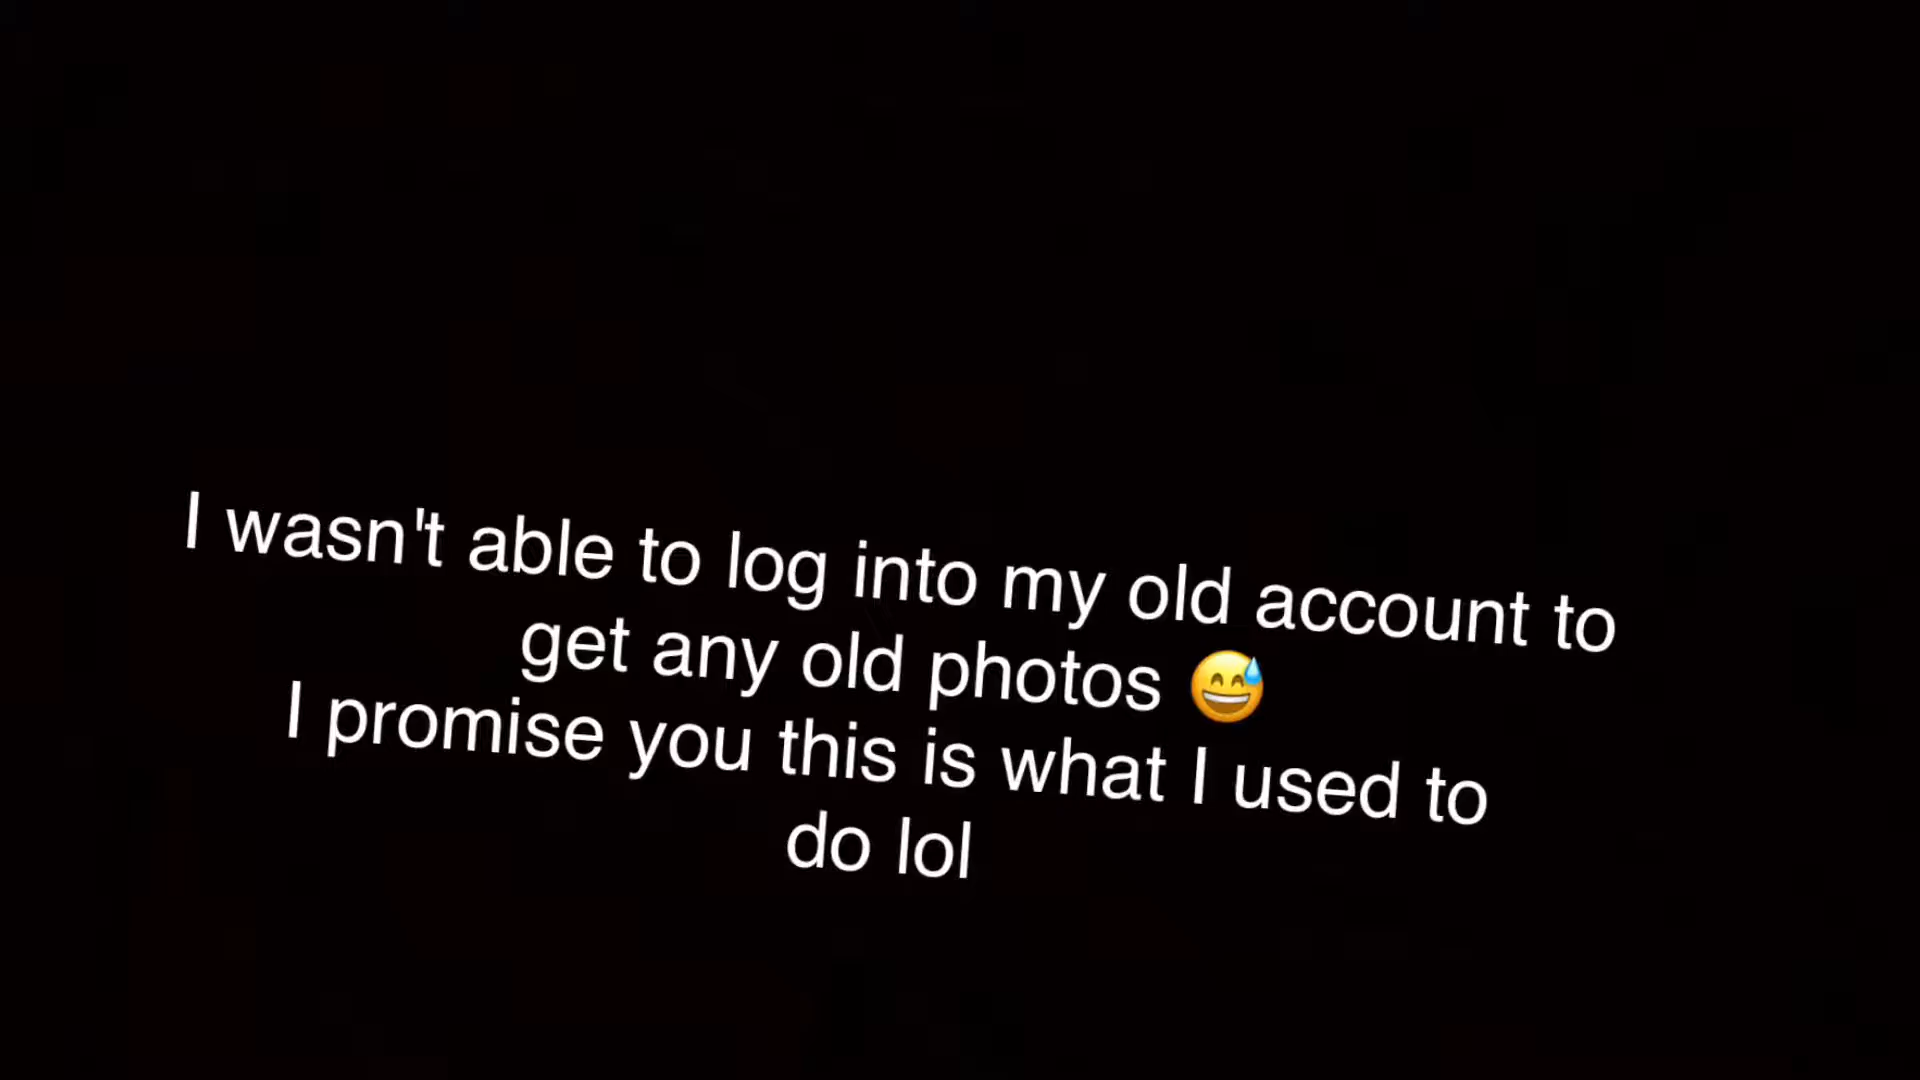 I wasn't able to log into my old account to
get any old photos 😅
I promise you this is what I used to
do lol